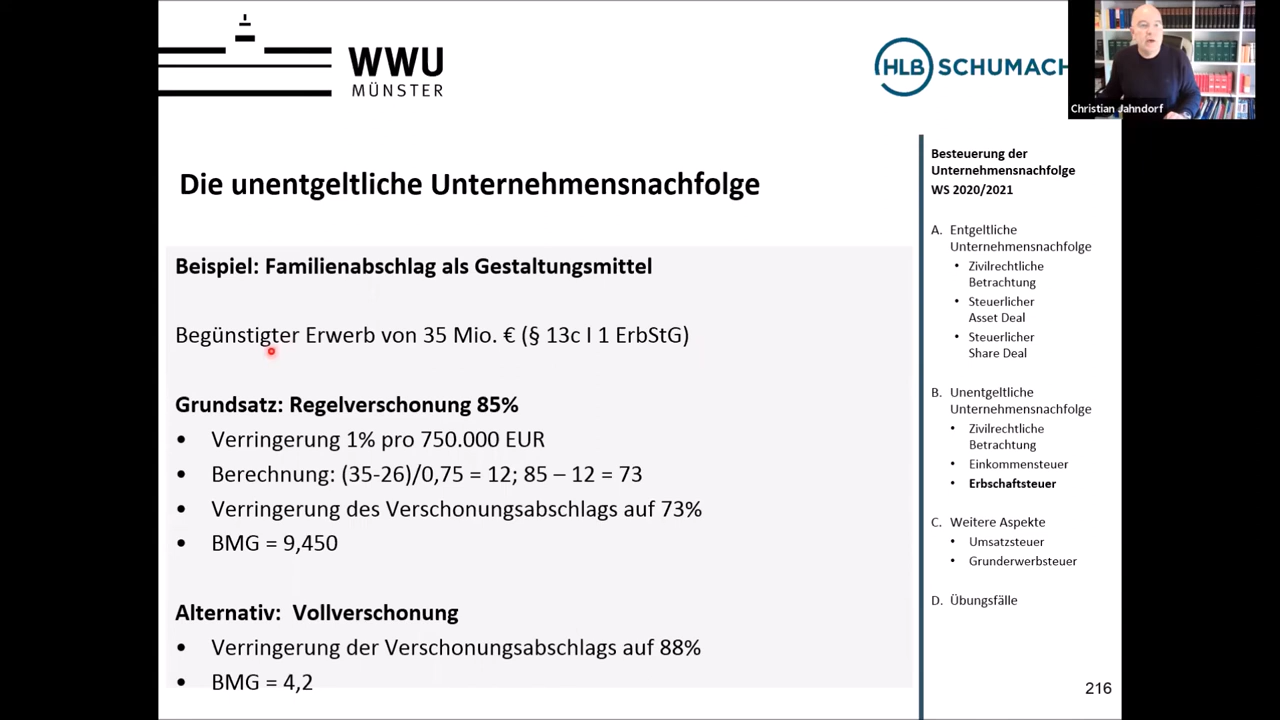 WWU
MÜNSTER
HLB SCHUMACH
Christian Jahndorf
Die unentgeltliche Unternehmensnachfolge
Beispiel: Familienabschlag als Gestaltungsmittel
Begünstigter Erwerb von 35 Mio. € (§ 13c I 1 ErbStG)
Grundsatz: Regelverschonung 85%
• Verringerung 1% pro 750.000 EUR
• Berechnung: (35-26)/0,75 = 12; 85 – 12 = 73
• Verringerung des Verschonungsabschlags auf 73%
• BMG = 9,450
Alternativ: Vollverschonung
• Verringerung der Verschonungsabschlags auf 88%
• BMG = 4,2
Besteuerung der
Unternehmensnachfolge
WS 2020/2021
A. Entgeltliche
Unternehmensnachfolge
• Zivilrechtliche
Betrachtung
• Steuerlicher
Asset Deal
• Steuerlicher
Share Deal
B. Unentgeltliche
Unternehmensnachfolge
• Zivilrechtliche
Betrachtung
• Einkommensteuer
• Erbschaftsteuer
C. Weitere Aspekte
• Umsatzsteuer
• Grunderwerbsteuer
D. Übungsfälle
216